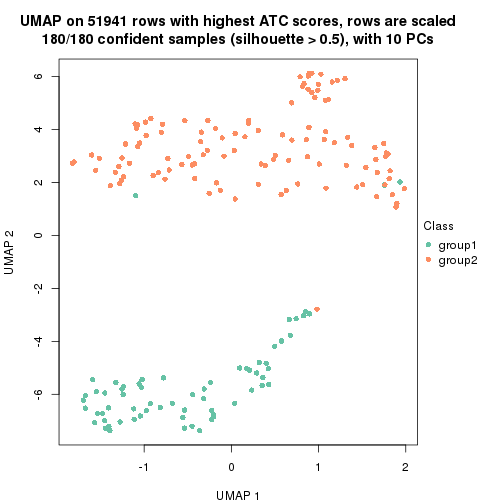 UMAP on 51941 rows with highest ATC scores, rows are scaled
180/180 confident samples (silhouette > 0.5), with 10 PCs
6
4
2
0
-2
-4
-6
UMAP 2
-1
0
1
2
UMAP 1
Class
group1
group2